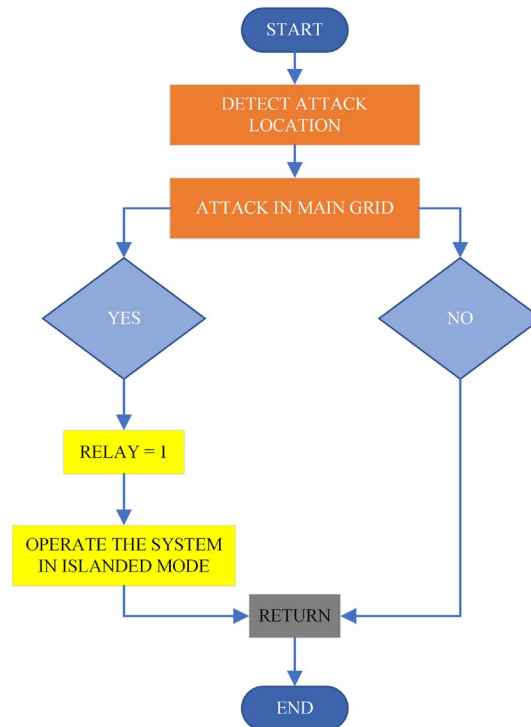 START
DETECT ATTACK
LOCATION
ATTACK IN MAIN GRID
YES
NO
RELAY = 1
OPERATE THE SYSTEM
IN ISLANDED MODE
RETURN
END